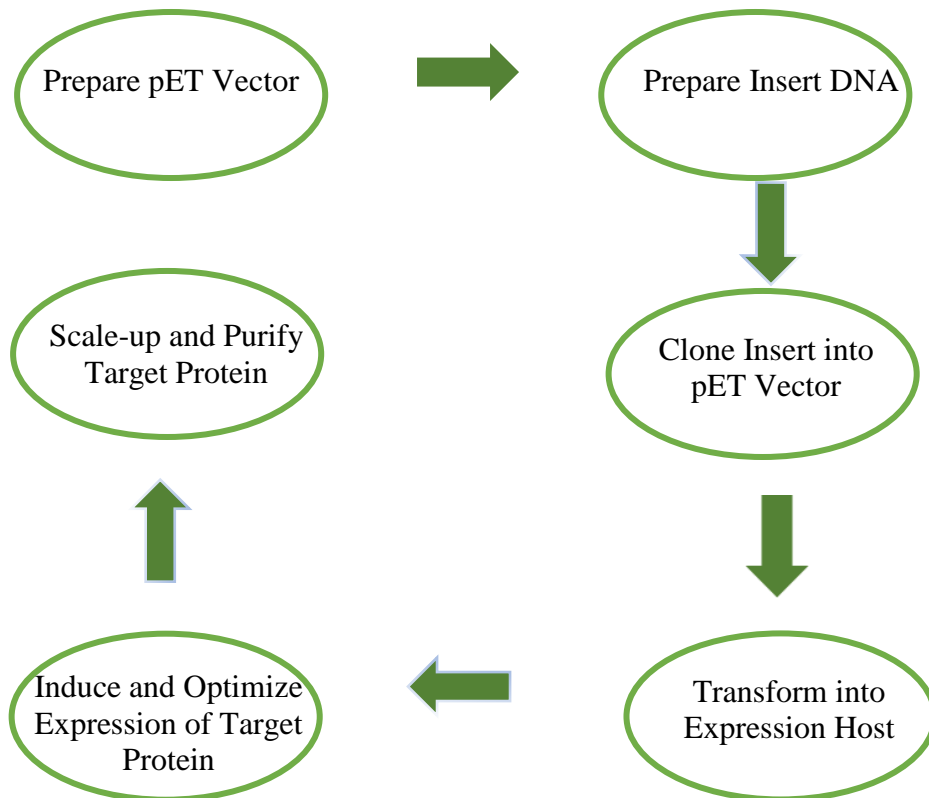 Prepare pET Vector
Prepare Insert DNA
Clone Insert into
pET Vector
Transform into
Expression Host
Induce and Optimize
Expression of Target
Protein
Scale-up and Purify
Target Protein